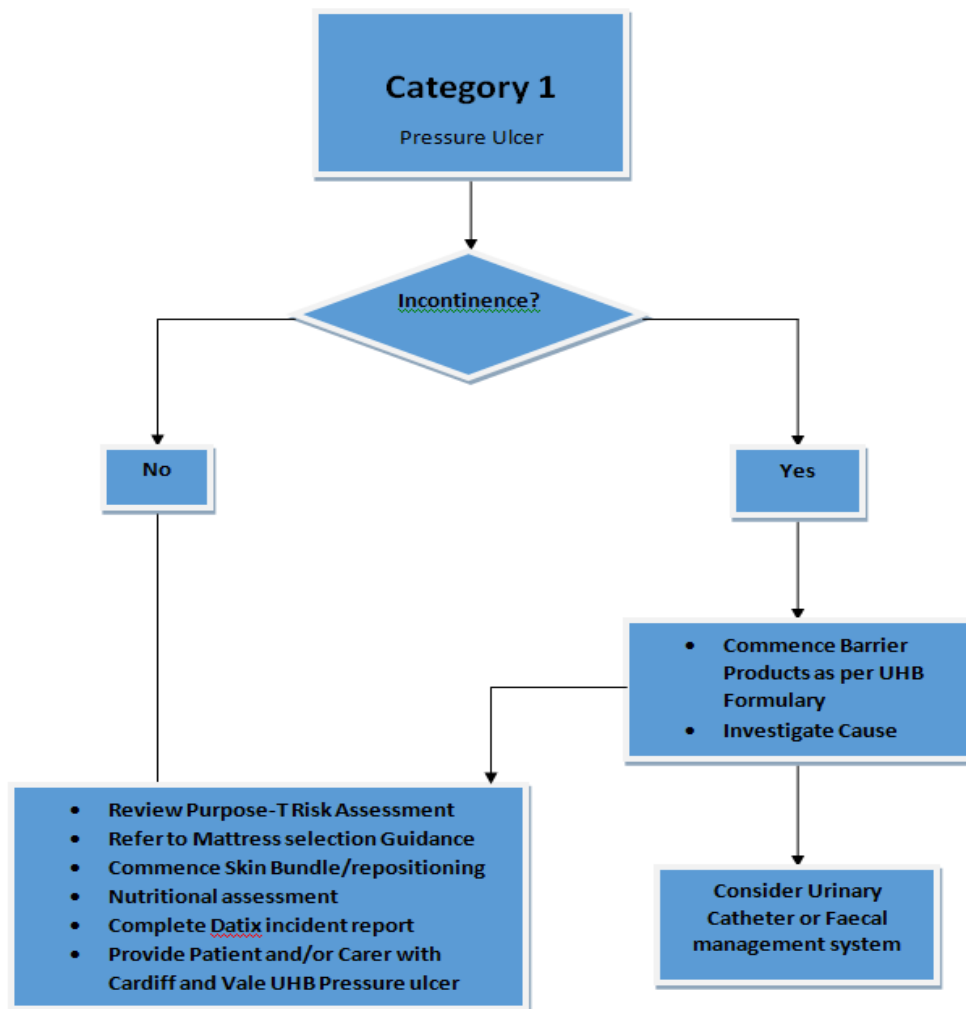 Category 1
Pressure Ulcer
Incontinence?
No
Yes
• Commence Barrier
Products as per UHB
Formulary
• Investigate Cause
• Review Purpose-T Risk Assessment
• Refer to Mattress selection Guidance
• Commence Skin Bundle/repositioning
• Nutritional assessment
• Complete Datix incident report
• Provide Patient and/or Carer with
Cardiff and Vale UHB Pressure ulcer
Consider Urinary
Catheter or Faecal
management system